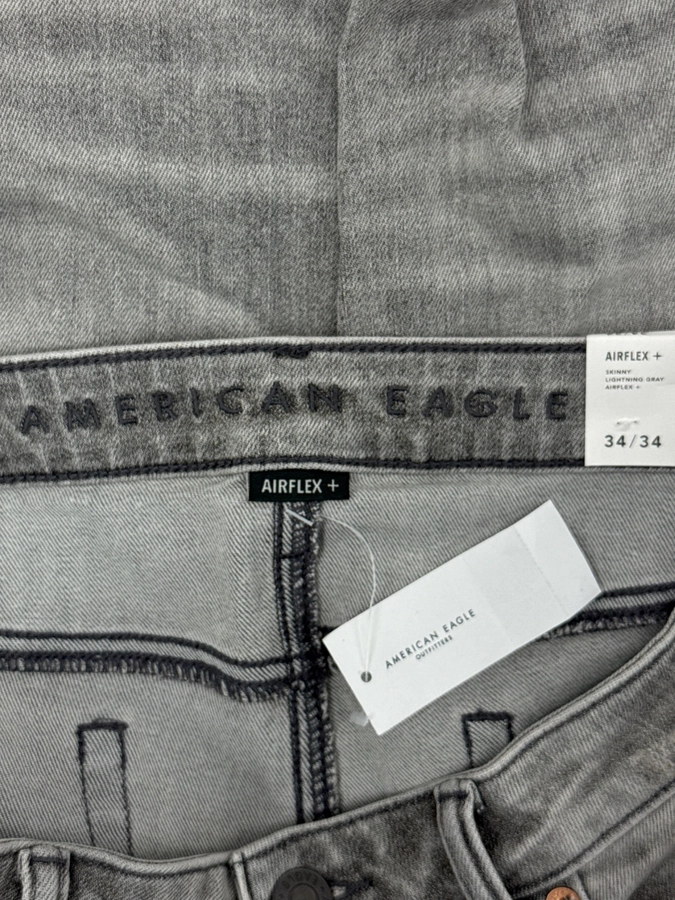 AIRFLEX +
SKINNY
LIGHTNING GRAY
AIRFLEX +
34/34
AMERICAN EAGLE
AIRFLEX +
AMERICAN EAGLE
OUTFITTERS